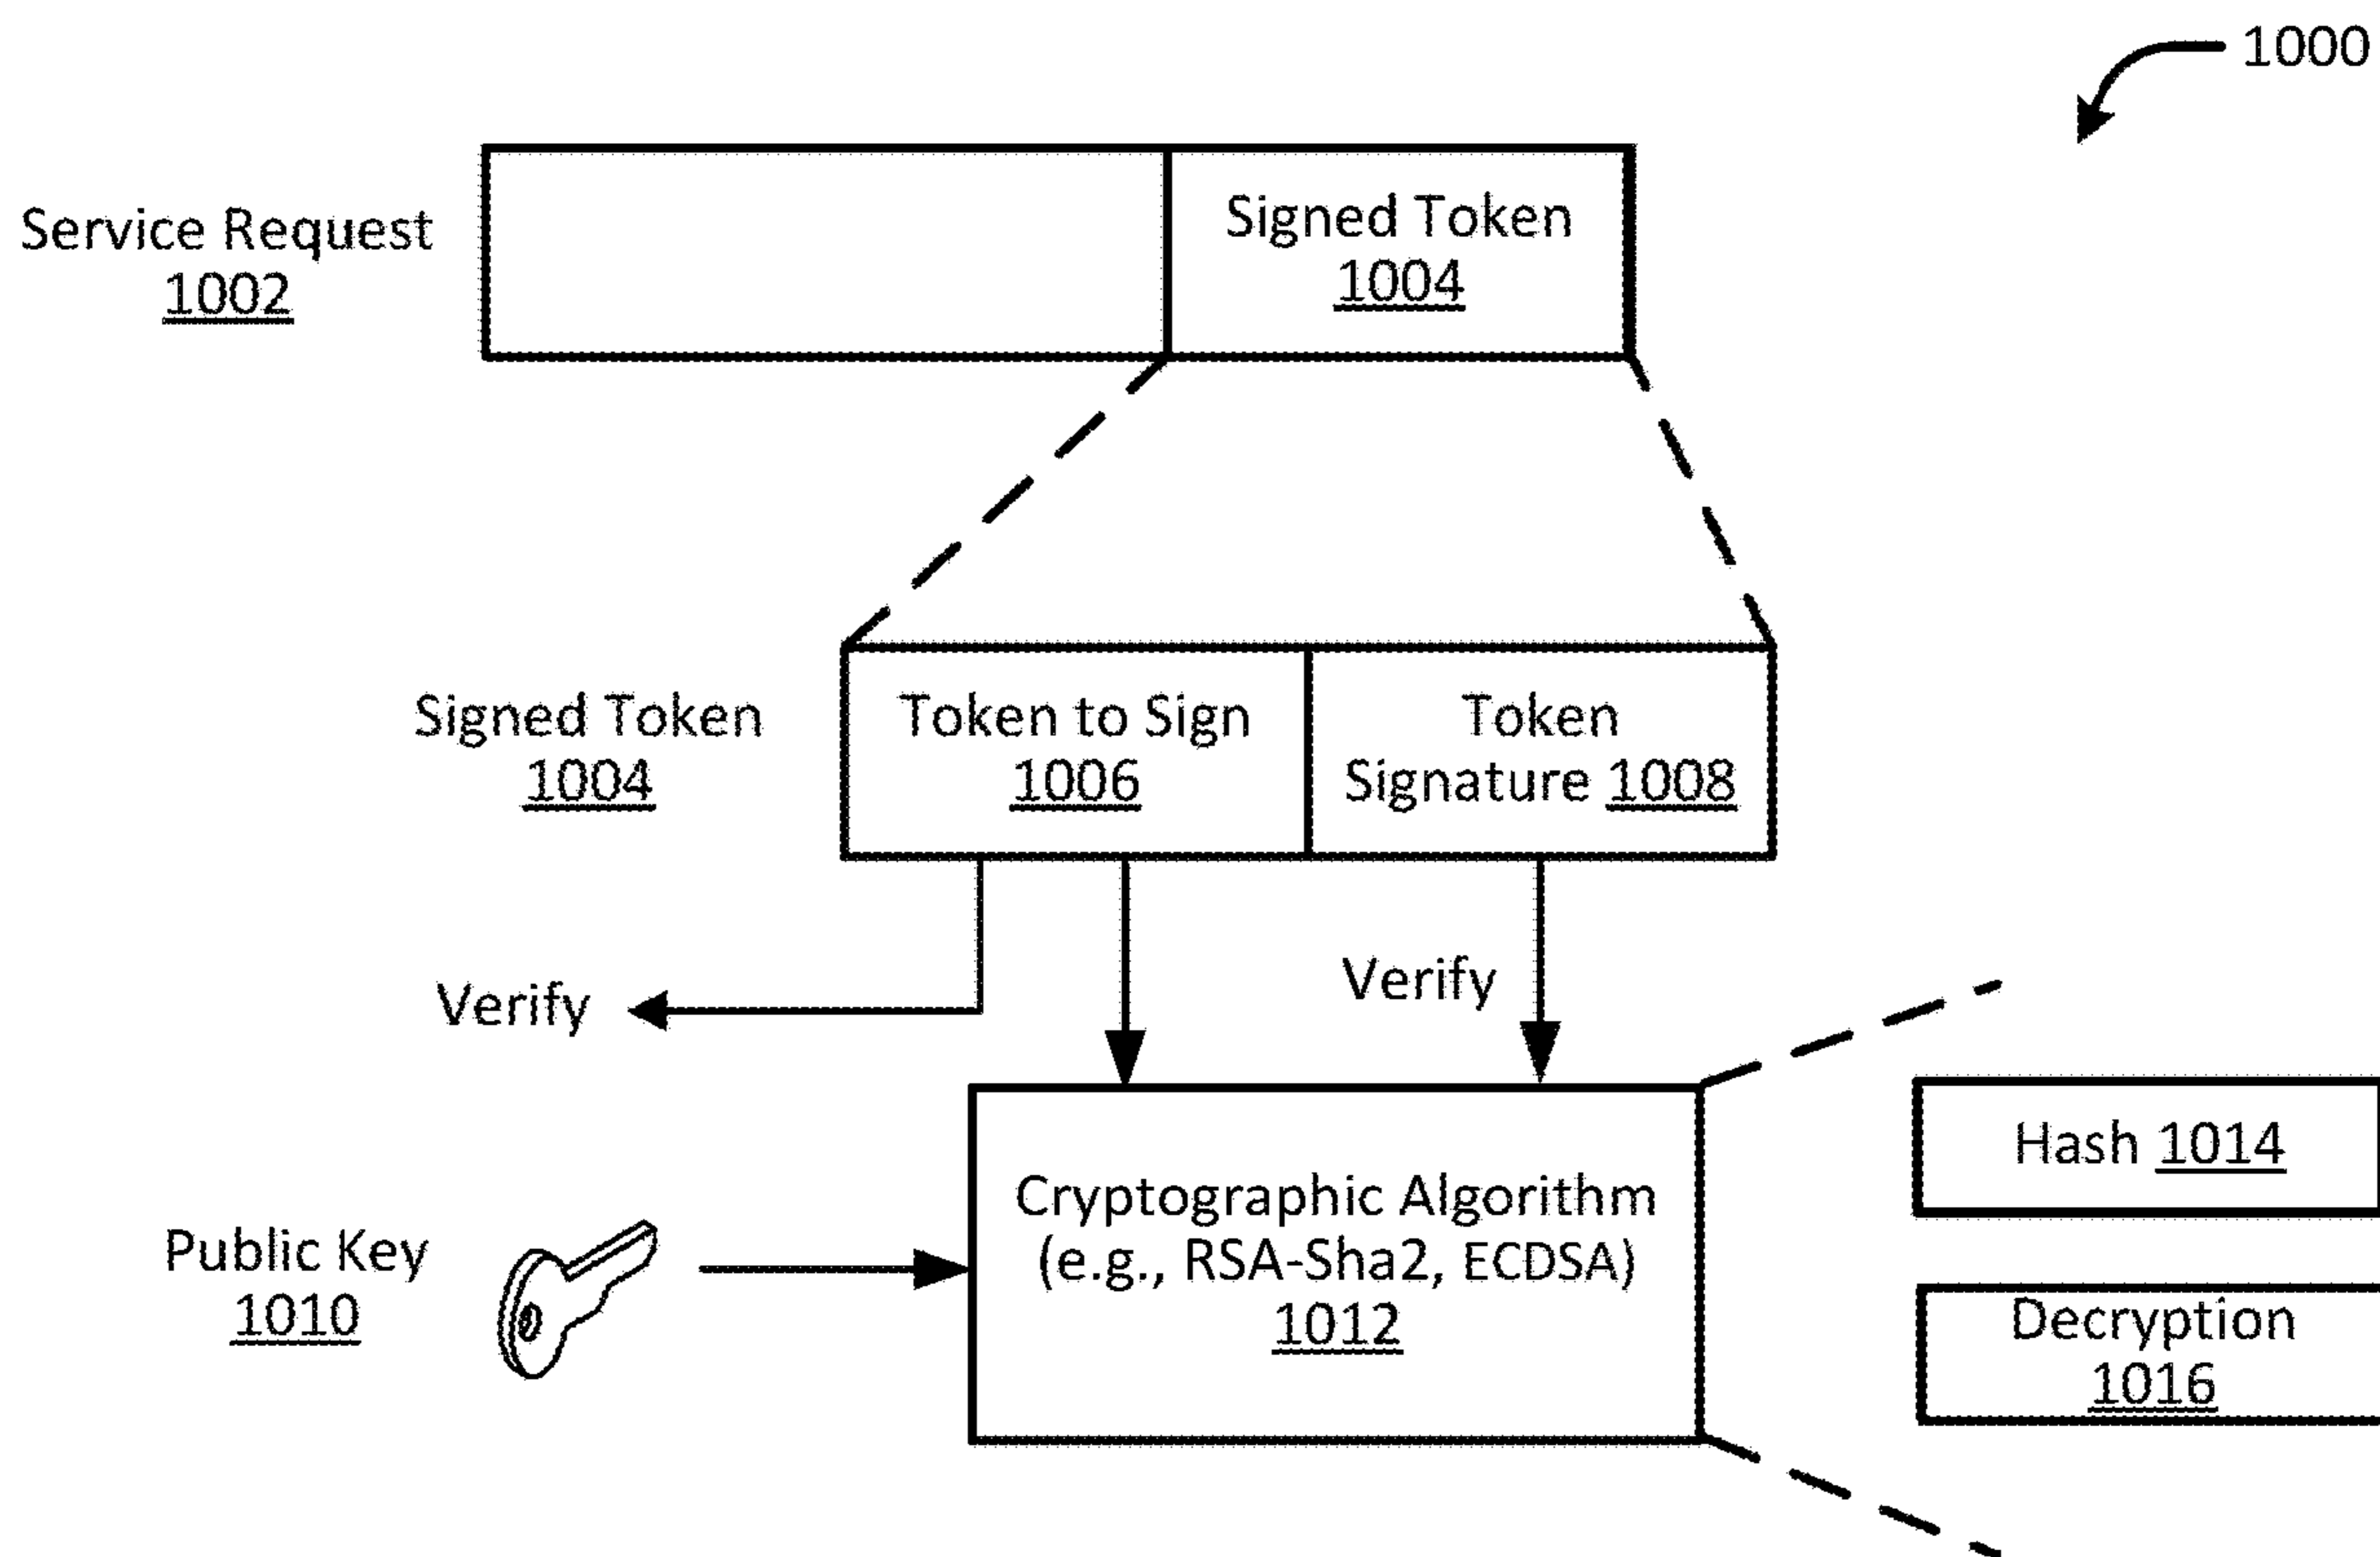 1000
Service Request
1002
Signed Token
1004
Signed Token
1004
Token to Sign
1006
Token
Signature 1008
Verify
Verify
Public Key
1010
Cryptographic Algorithm
(e.g., RSA-Sha2, ECDSA)
1012
Hash 1014
Decryption
1016